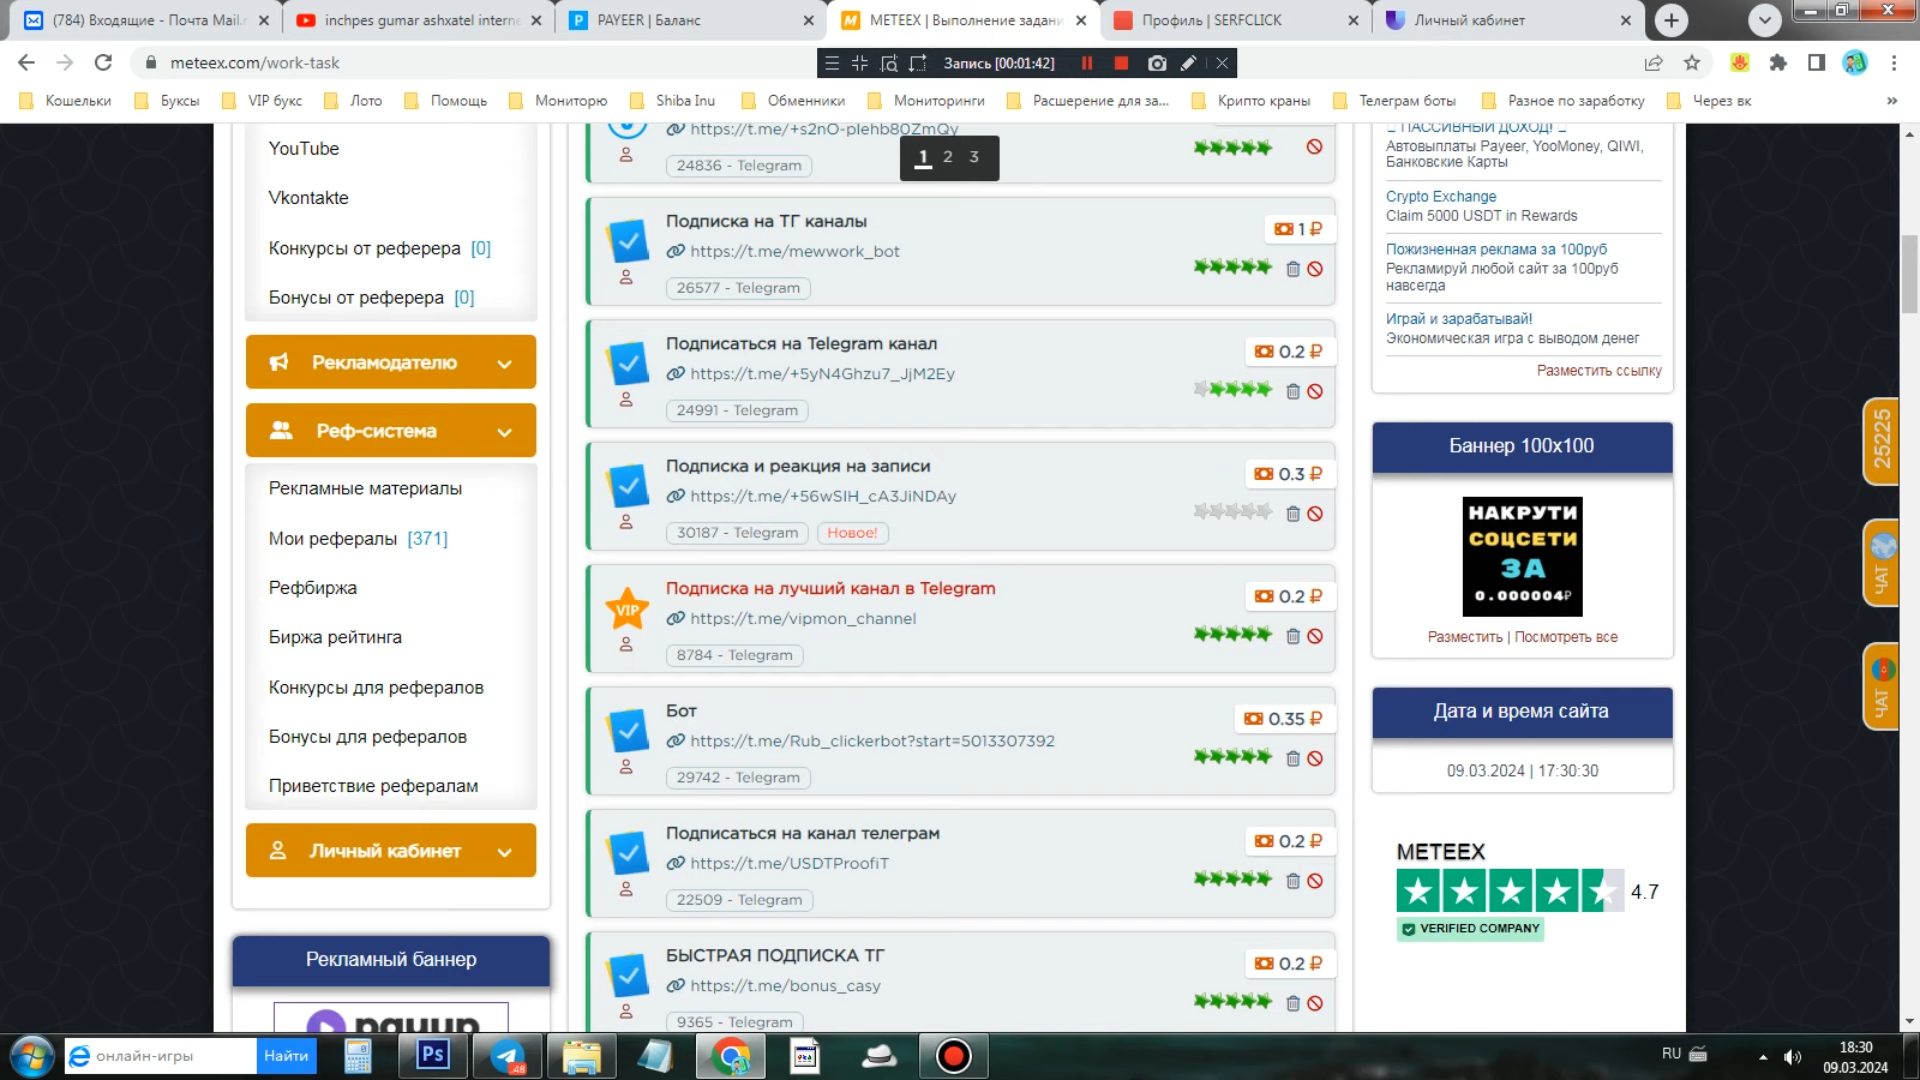 (784) Входящие - Почта Mail.r
inchpes gumar ashxatel interne
PAYEER | Баланс
METEEX | Выполнение задани
Профиль | SERFCLICK
Личный кабинет
meteex.com/work-task
Запись [00:01:42]
Кошельки
Буксы
VIP букс
Лото
Помощь
Мониторю
Shiba Inu
Обменники
Мониторинги
Расшерение для за...
Крипто краны
Телеграм боты
Разное по заработку
Через вк
»
YouTube
Vkontakte
Конкурсы от реферера [0]
Бонусы от реферера [0]
Рекламодателю
Реф-система
Рекламные материалы
Мои рефералы [371]
Рефбиржа
Биржа рейтинга
Конкурсы для рефералов
Бонусы для рефералов
Приветствие рефералам
Личный кабинет
Рекламный баннер
payup
https://t.me/+s2nO-plehb80ZmQy
24836 - Telegram
1 2 3
Подписка на ТГ каналы
1 ₽
https://t.me/mewwork_bot
26577 - Telegram
Подписаться на Telegram канал
0.2 ₽
https://t.me/+5yN4Ghzu7_JjM2Ey
24991 - Telegram
Подписка и реакция на записи
0.3 ₽
https://t.me/+56wSIH_cA3JiNDAy
30187 - Telegram
Новое!
VIP
Подписка на лучший канал в Telegram
0.2 ₽
https://t.me/vipmon_channel
8784 - Telegram
Бот
0.35 ₽
https://t.me/Rub_clickerbot?start=5013307392
29742 - Telegram
Подписаться на канал телеграм
0.2 ₽
https://t.me/USDTProofiT
22509 - Telegram
БЫСТРАЯ ПОДПИСКА ТГ
0.2 ₽
https://t.me/bonus_casy
9365 - Telegram
ПАССИВНЫЙ ДОХОД!
Автовыплаты Payeer, YooMoney, QIWI,
Банковские Карты
Crypto Exchange
Claim 5000 USDT in Rewards
Пожизненная реклама за 100руб
Рекламируй любой сайт за 100руб
навсегда
Играй и зарабатывай!
Экономическая игра с выводом денег
Разместить ссылку
Баннер 100x100
НАКРУТИ
СОЦСЕТИ
ЗА
0.000004₽
Разместить | Посмотреть все
Дата и время сайта
09.03.2024 | 17:30:30
METEEX
4.7
VERIFIED COMPANY
25225
ЧАТ
ЧАТ
онлайн-игры
Найти
Ps
48
RU
18:30
09.03.2024